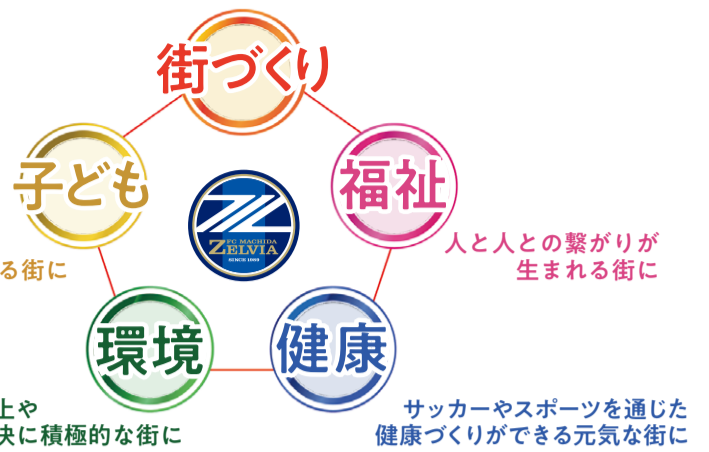 街づくり
子ども
福祉
FC MACHIDA
ZELVIA
SINCE 1989
人と人との繋がりが
生まれる街に
る街に
環境
健康
上や
決に積極的な街に
サッカーやスポーツを通じた
健康づくりができる元気な街に